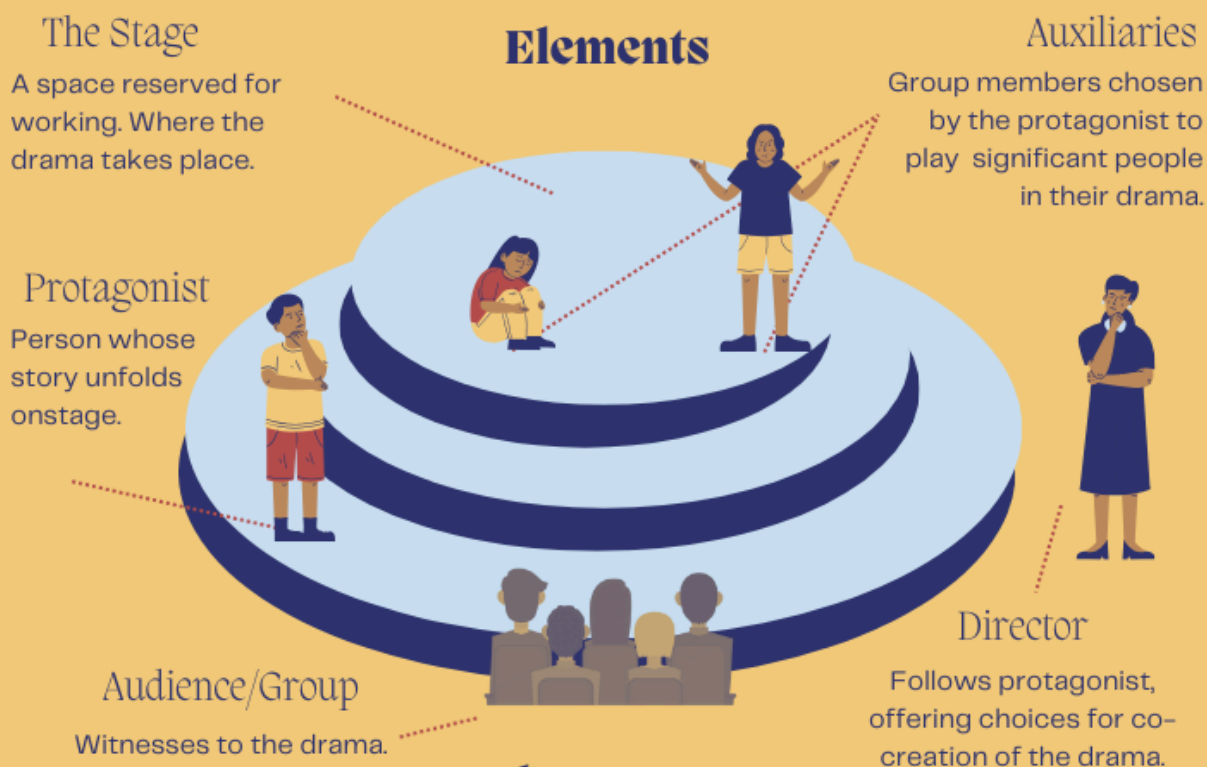 Elements
The Stage
A space reserved for
working. Where the
drama takes place.
Auxiliaries
Group members chosen
by the protagonist to
play significant people
in their drama.
Protagonist
Person whose
story unfolds
onstage.
Director
Follows protagonist,
offering choices for co-
creation of the drama.
Audience/Group
Witnesses to the drama.